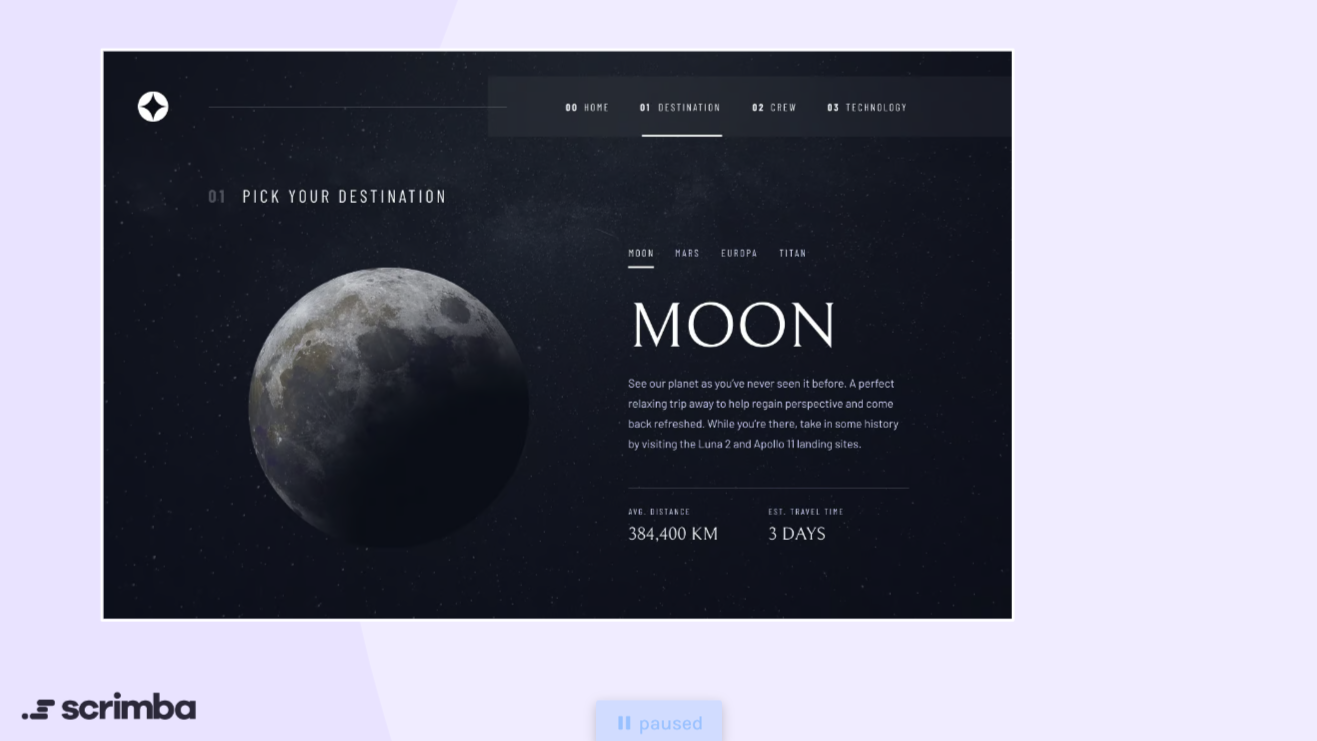 00 HOME 01 DESTINATION 02 CREW 03 TECHNOLOGY
01 PICK YOUR DESTINATION
MOON MARS EUROPA TITAN
MOON
See our planet as you've never seen it before. A perfect
relaxing trip away to help regain perspective and come
back refreshed. While you're there, take in some history
by visiting the Luna 2 and Apollo 11 landing sites.
AVG. DISTANCE EST. TRAVEL TIME
384,400 KM 3 DAYS
scrimba
paused